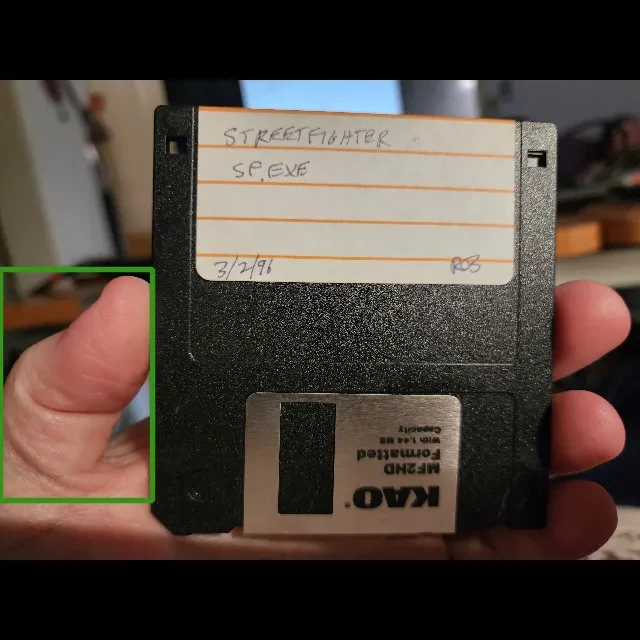 STREETFIGHTER
SF.EXE
3/2/96 ROB
KAO®
MF2HD
Formatted
With 1.44 MB
Capacity